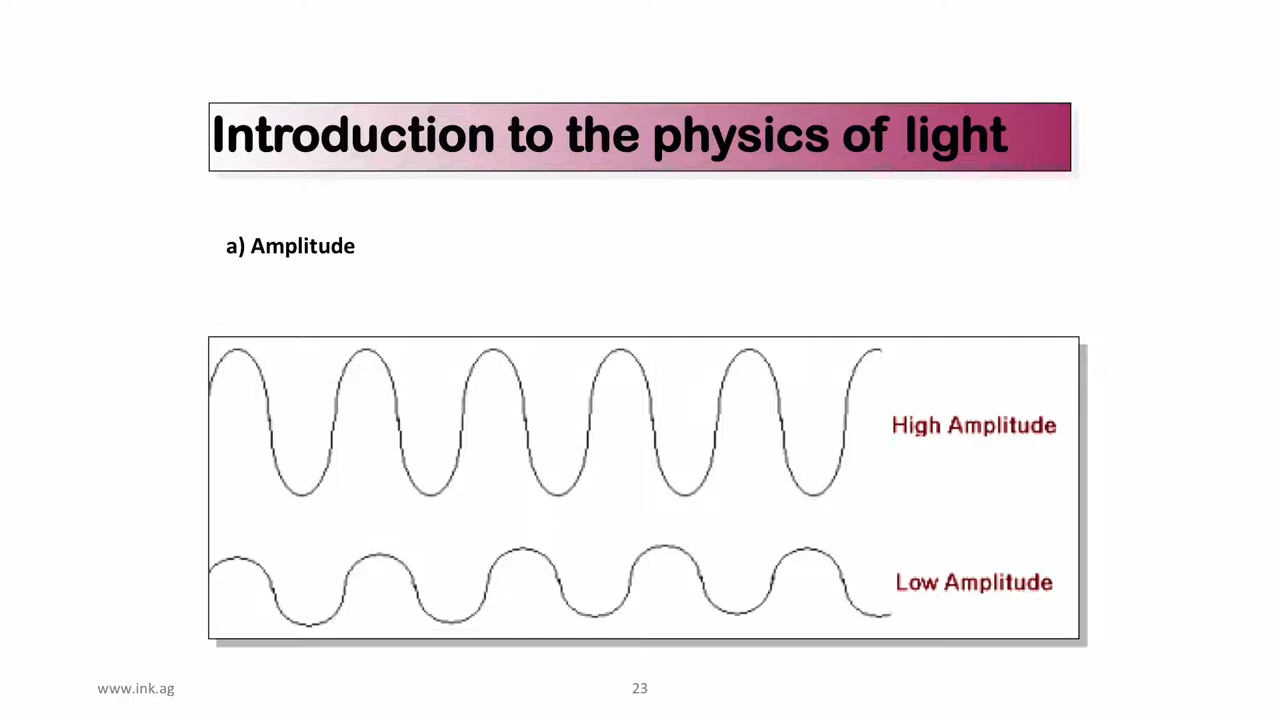 Introduction to the physics of light
a) Amplitude
High Amplitude
Low Amplitude
www.ink.ag
23